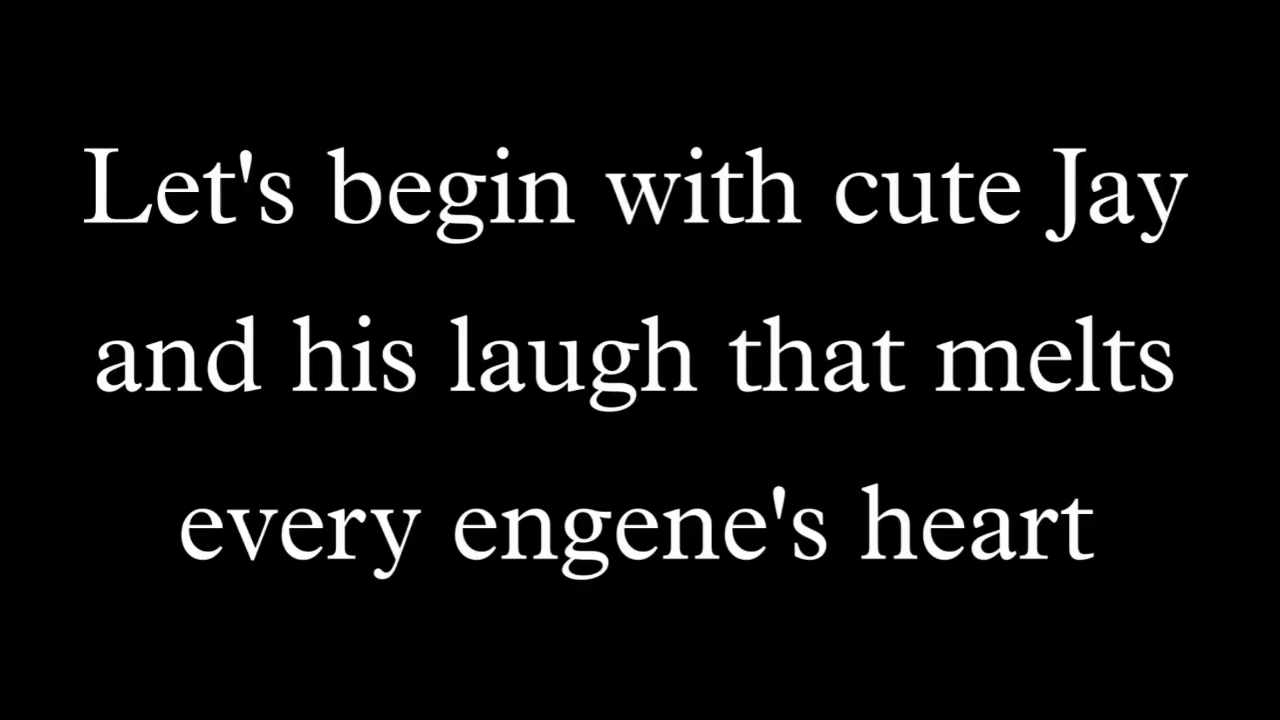 Let's begin with cute Jay
and his laugh that melts
every engene's heart